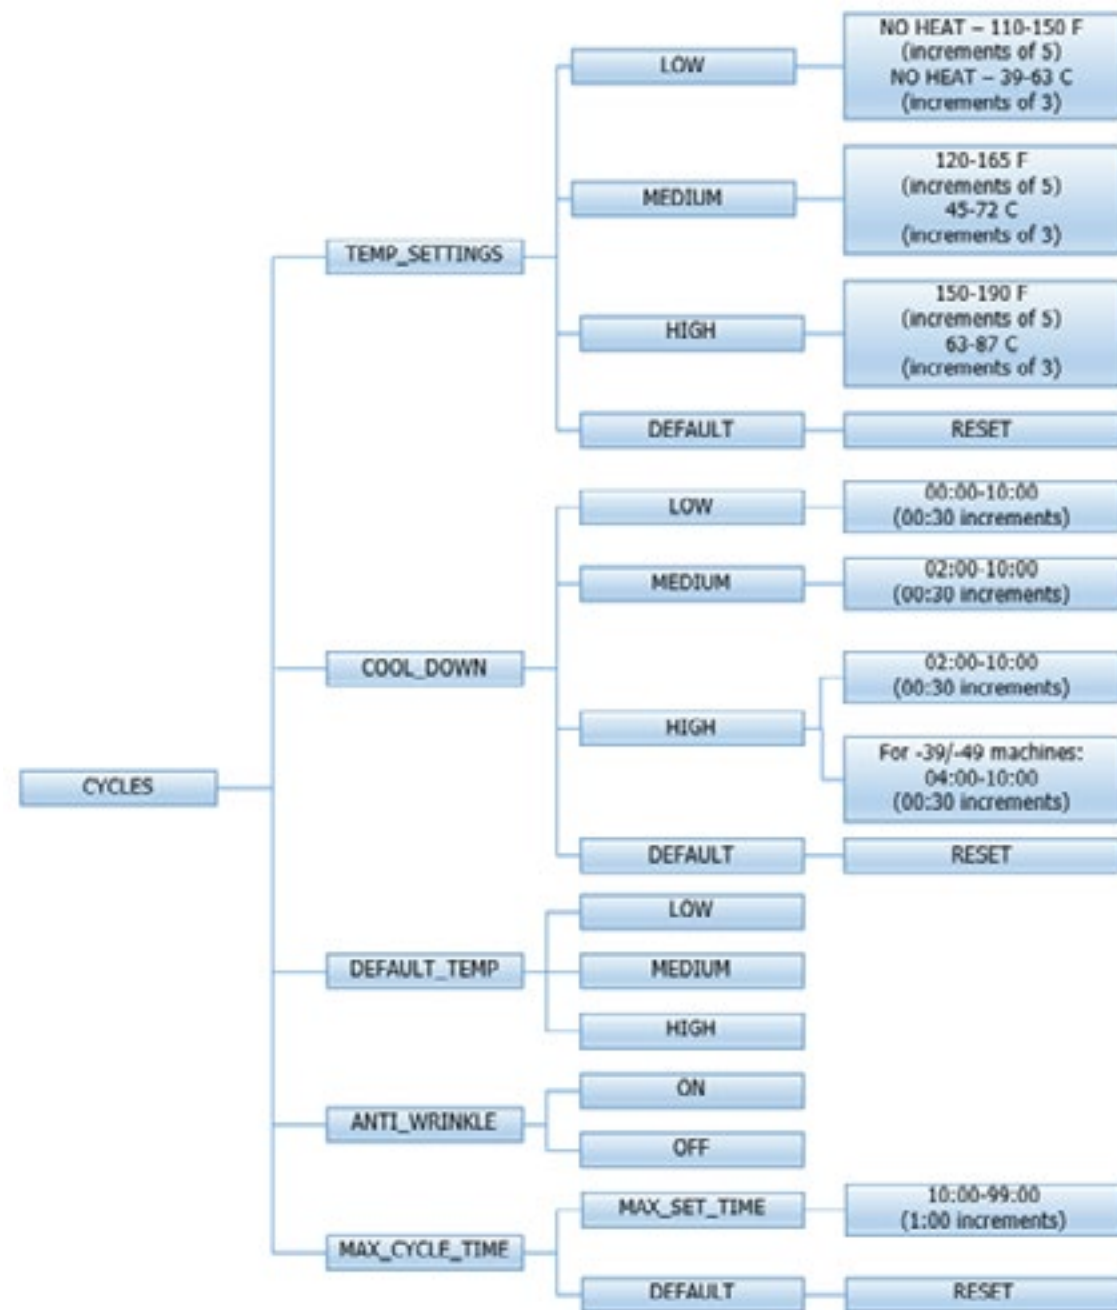 CYCLES
TEMP_SETTINGS
LOW
NO HEAT – 110-150 F
(increments of 5)
NO HEAT – 39-63 C
(increments of 3)
MEDIUM
120-165 F
(increments of 5)
45-72 C
(increments of 3)
HIGH
150-190 F
(increments of 5)
63-87 C
(increments of 3)
DEFAULT
RESET
COOL_DOWN
LOW
00:00-10:00
(00:30 increments)
MEDIUM
02:00-10:00
(00:30 increments)
HIGH
02:00-10:00
(00:30 increments)
For -39/-49 machines:
04:00-10:00
(00:30 increments)
DEFAULT
RESET
DEFAULT_TEMP
LOW
MEDIUM
HIGH
ANTI_WRINKLE
ON
OFF
MAX_CYCLE_TIME
MAX_SET_TIME
10:00-99:00
(1:00 increments)
DEFAULT
RESET